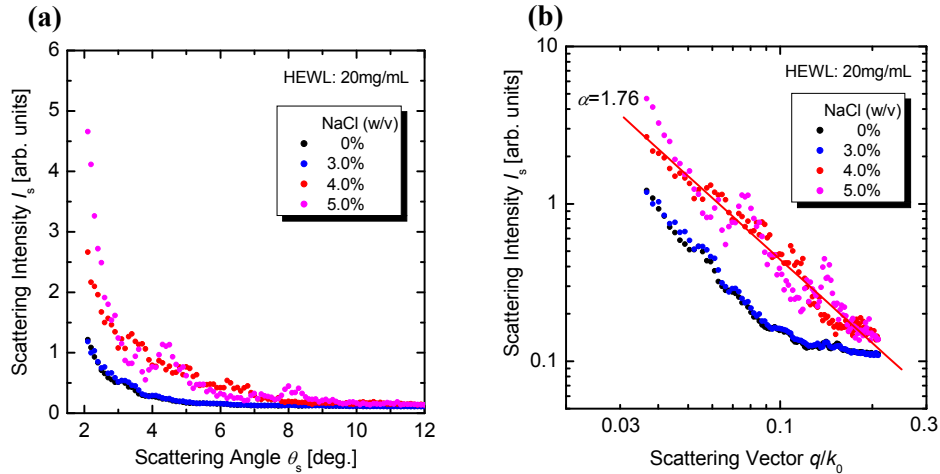 (a)
6
5
4
3
2
1
0
2
4
6
8
10
12
Scattering Intensity I_s [arb. units]
Scattering Angle θ_s [deg.]
HEWL: 20mg/mL
NaCl (w/v)
0%
3.0%
4.0%
5.0%
(b)
10
1
0.1
0.03
0.1
0.3
Scattering Intensity I_s [arb. units]
Scattering Vector q/k_0
α=1.76
HEWL: 20mg/mL
NaCl (w/v)
0%
3.0%
4.0%
5.0%